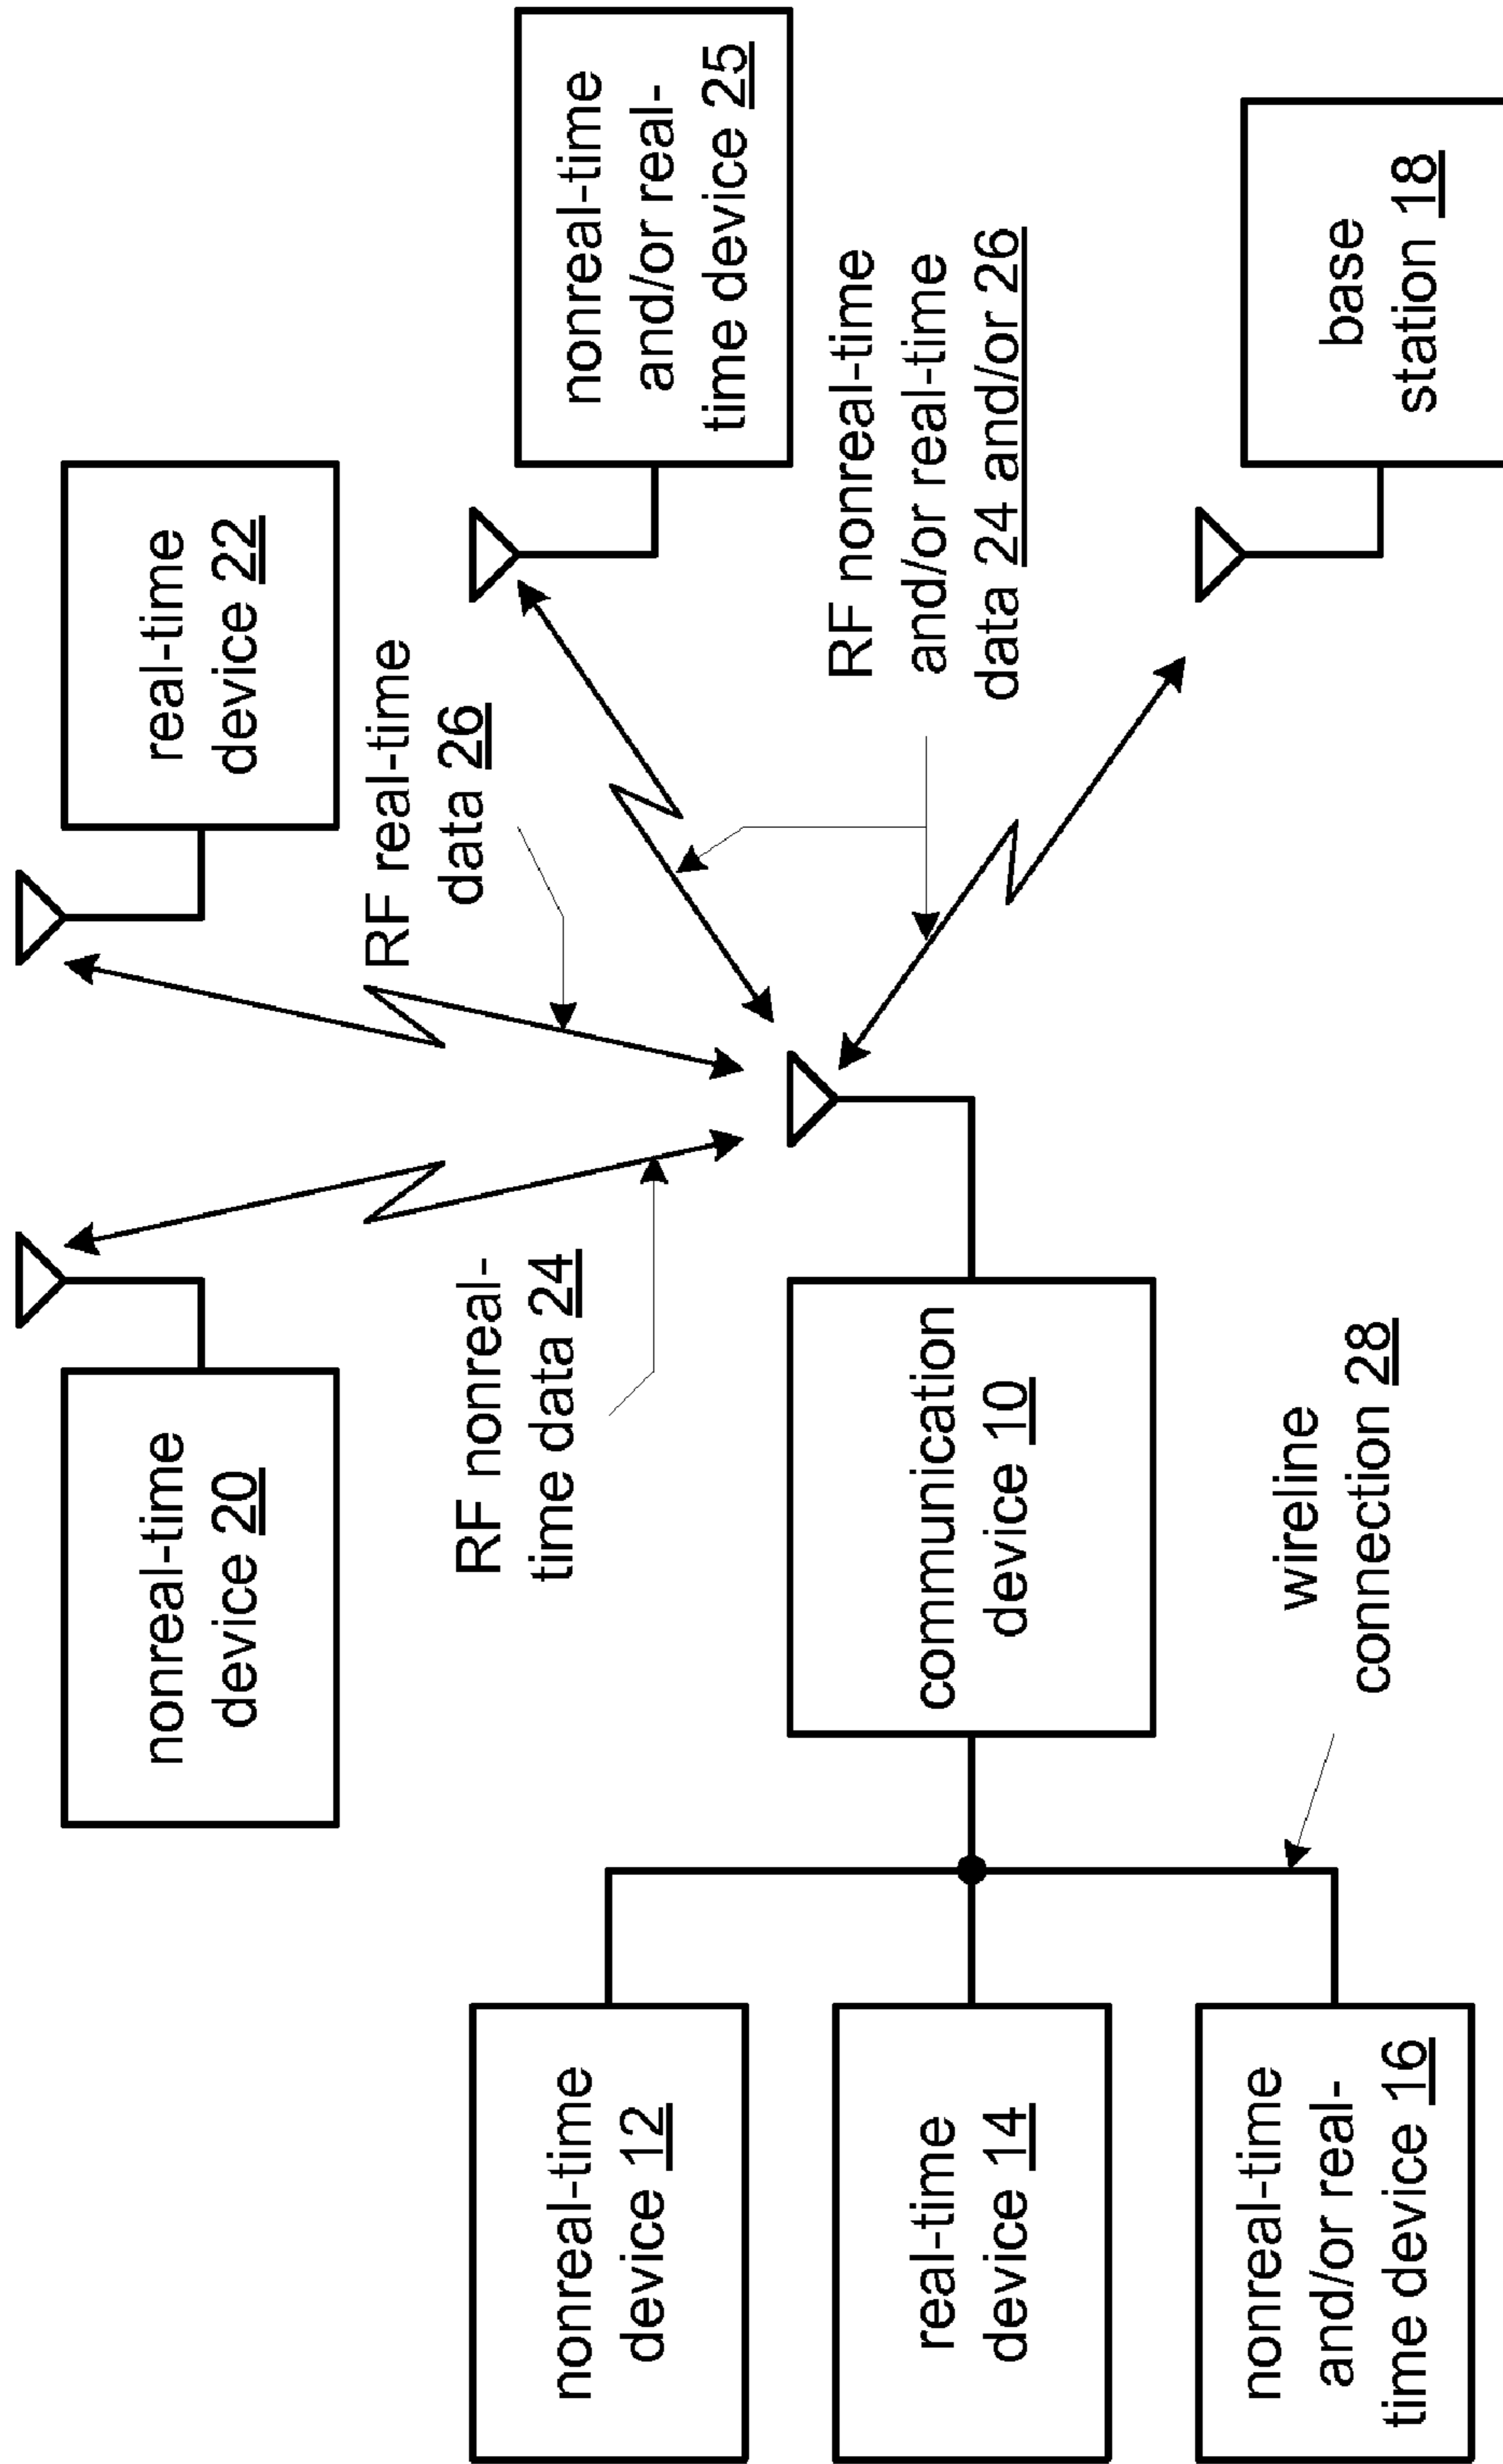 nonreal-time
device 20
real-time
device 22
RF real-time
data 26
RF nonreal-
time data 24
nonreal-time
and/or real-
time device 25
nonreal-time
device 12
communication
device 10
RF nonreal-time
and/or real-time
data 24 and/or 26
real-time
device 14
wireline
connection 28
nonreal-time
and/or real-
time device 16
base
station 18